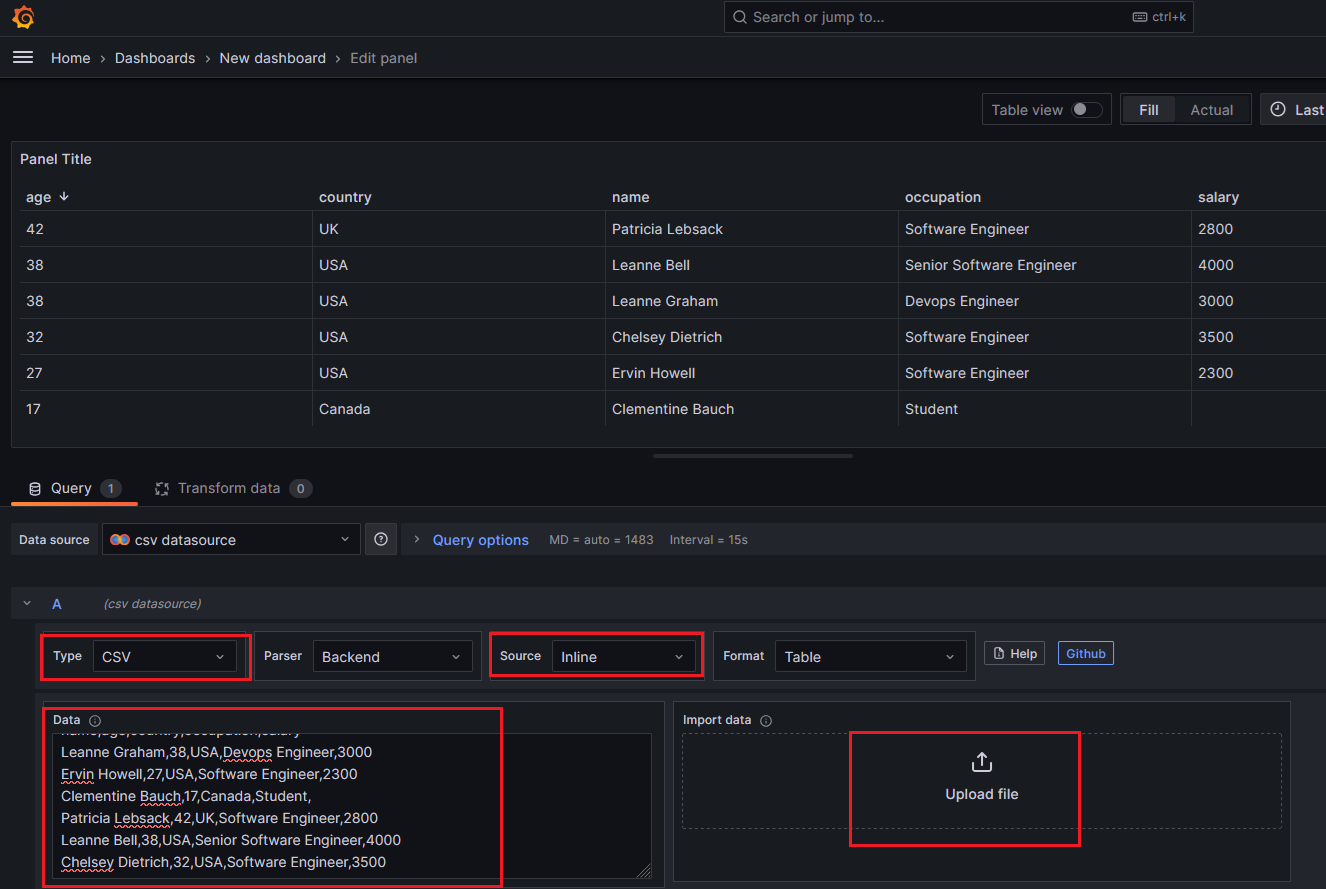 Search or jump to... ctrl+k
Home › Dashboards › New dashboard › Edit panel
Table view Fill Actual Last
Panel Title
age country name occupation salary
42 UK Patricia Lebsack Software Engineer 2800
38 USA Leanne Bell Senior Software Engineer 4000
38 USA Leanne Graham Devops Engineer 3000
32 USA Chelsey Dietrich Software Engineer 3500
27 USA Ervin Howell Software Engineer 2300
17 Canada Clementine Bauch Student
Query 1 Transform data 0
Data source csv datasource Query options MD = auto = 1483 Interval = 15s
A (csv datasource)
Type CSV Parser Backend Source Inline Format Table Help Github
Data Import data
name,age,country,occupation,salary
Leanne Graham,38,USA,Devops Engineer,3000
Ervin Howell,27,USA,Software Engineer,2300
Clementine Bauch,17,Canada,Student,
Patricia Lebsack,42,UK,Software Engineer,2800
Leanne Bell,38,USA,Senior Software Engineer,4000
Chelsey Dietrich,32,USA,Software Engineer,3500
Upload file